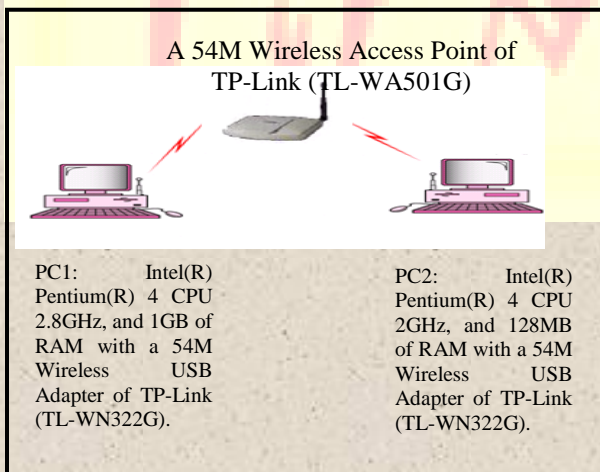 A 54M Wireless Access Point of
TP-Link (TL-WA501G)
PC1: Intel(R)
Pentium(R) 4 CPU
2.8GHz, and 1GB of
RAM with a 54M
Wireless USB
Adapter of TP-Link
(TL-WN322G).
PC2: Intel(R)
Pentium(R) 4 CPU
2GHz, and 128MB
of RAM with a 54M
Wireless USB
Adapter of TP-Link
(TL-WN322G).